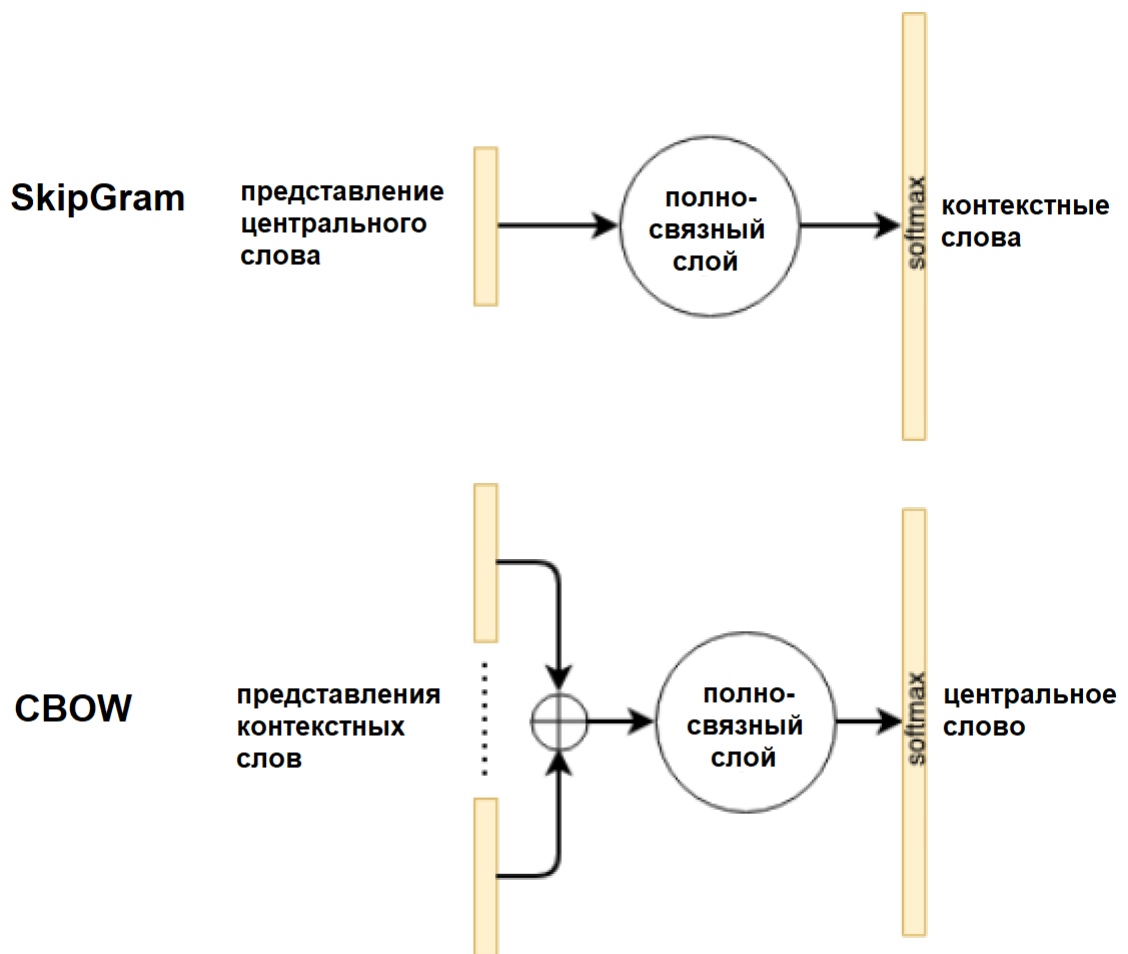 SkipGram
представление
центрального
слова
полно-
связный
слой
softmax
контекстные
слова
CBOW
представления
контекстных
слов
полно-
связный
слой
softmax
центральное
слово